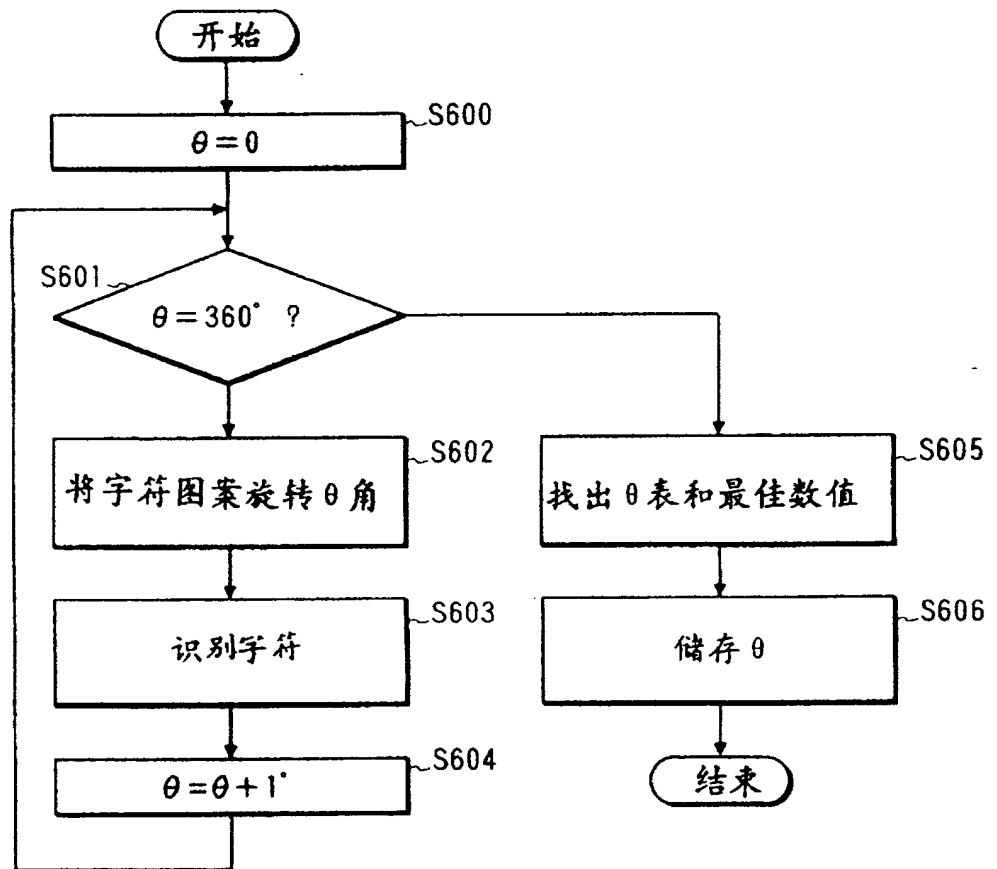 开始
S600
θ=0
S601
θ=360° ?
S602
将字符图案旋转θ角
S603
识别字符
S604
θ=θ+1°
S605
找出θ表和最佳数值
S606
储存θ
结束